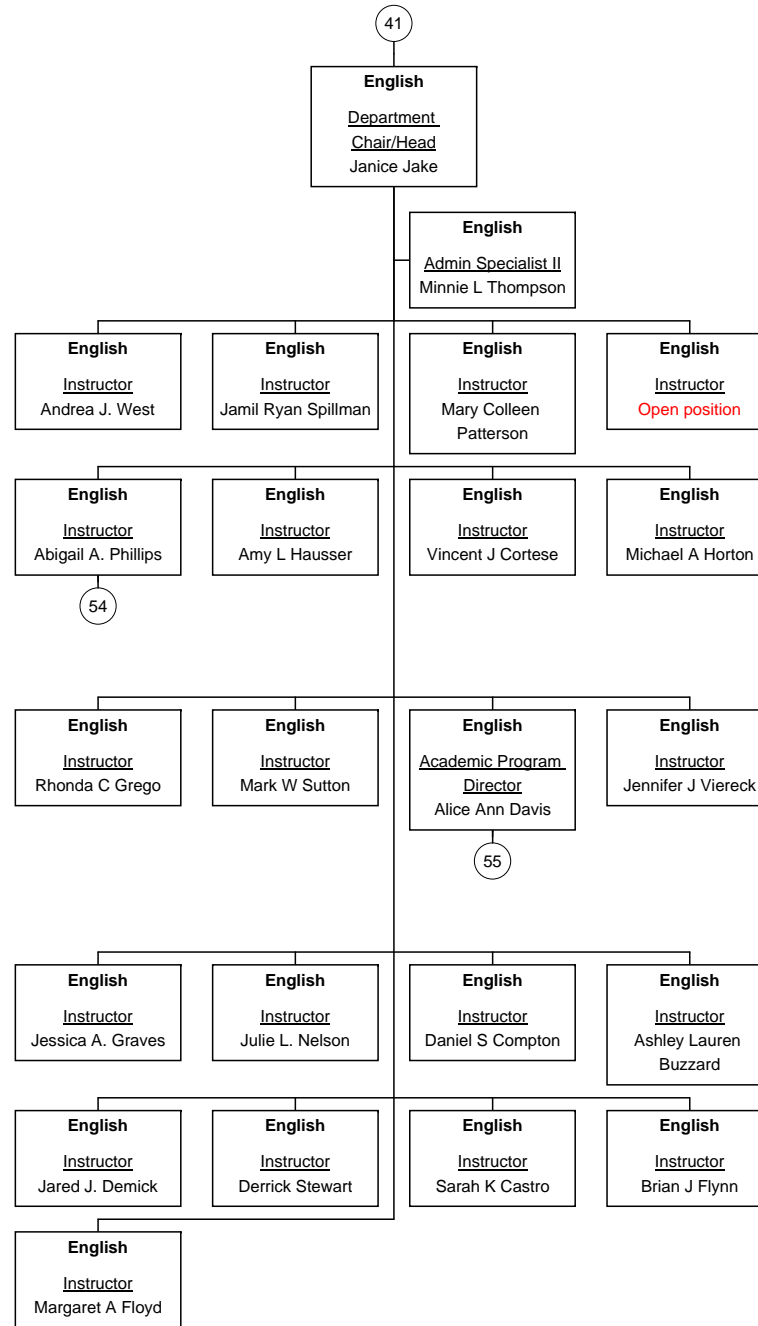 41
English
Department
Chair/Head
Janice Jake
English
Admin Specialist II
Minnie L Thompson
English
Instructor
Andrea J. West
English
Instructor
Jamil Ryan Spillman
English
Instructor
Mary Colleen
Patterson
English
Instructor
Open position
English
Instructor
Abigail A. Phillips
54
English
Instructor
Amy L Hausser
English
Instructor
Vincent J Cortese
English
Instructor
Michael A Horton
English
Instructor
Rhonda C Grego
English
Instructor
Mark W Sutton
English
Academic Program
Director
Alice Ann Davis
55
English
Instructor
Jennifer J Viereck
English
Instructor
Jessica A. Graves
English
Instructor
Julie L. Nelson
English
Instructor
Daniel S Compton
English
Instructor
Ashley Lauren
Buzzard
English
Instructor
Jared J. Demick
English
Instructor
Derrick Stewart
English
Instructor
Sarah K Castro
English
Instructor
Brian J Flynn
English
Instructor
Margaret A Floyd